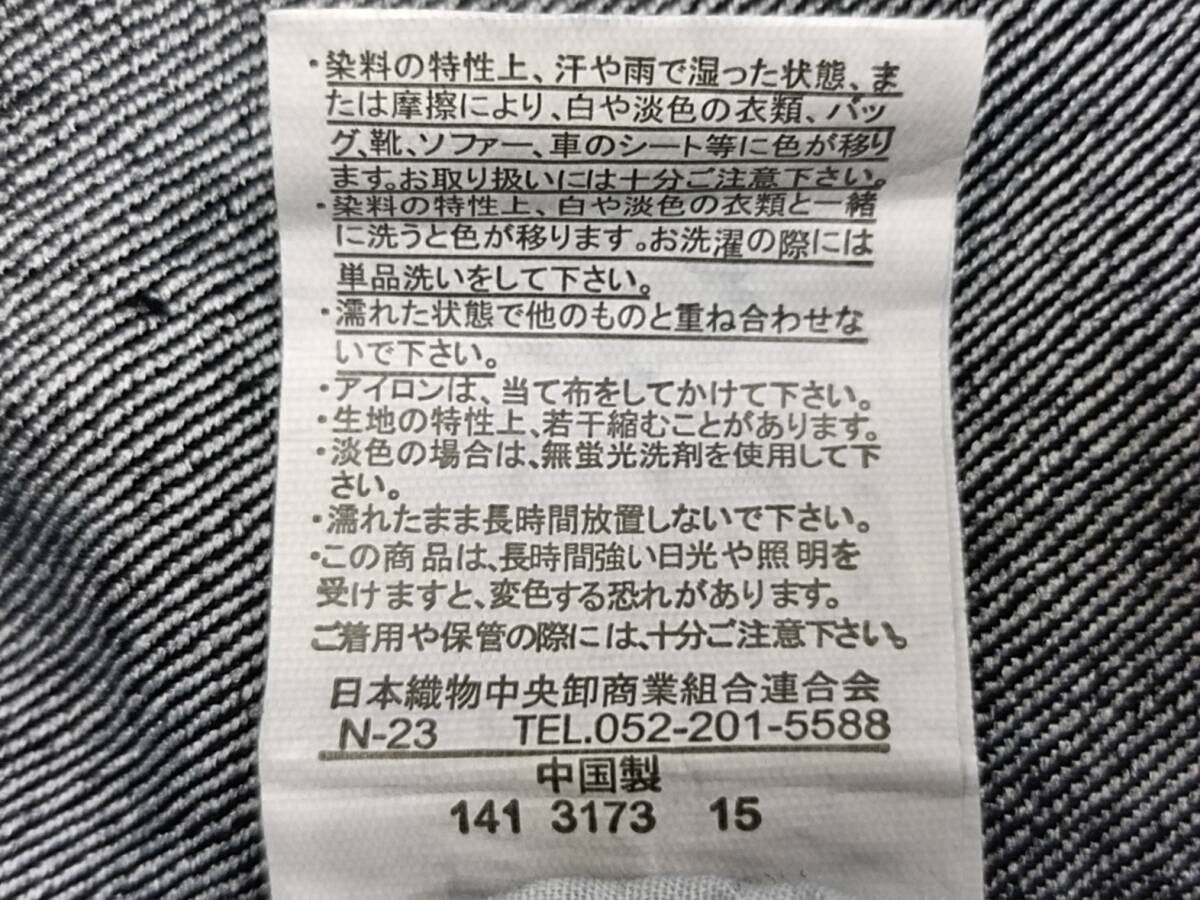 ・染料の特性上、汗や雨で湿った状態、ま
たは摩擦により、白や淡色の衣類、バッ
グ、靴、ソファー、車のシート等に色が移り
ます。お取り扱いには十分ご注意下さい。
・染料の特性上、白や淡色の衣類と一緒
に洗うと色が移ります。お洗濯の際には
単品洗いをして下さい。
・濡れた状態で他のものと重ね合わせな
いで下さい。
・アイロンは、当て布をしてかけて下さい。
・生地の特性上、若干縮むことがあります。
・淡色の場合は、無蛍光洗剤を使用して下
さい。
・濡れたまま長時間放置しないで下さい。
・この商品は、長時間強い日光や照明を
受けますと、変色する恐れがあります。
ご着用や保管の際には、十分ご注意下さい。
日本織物中央卸商業組合連合会
N-23 TEL.052-201-5588
中国製
141 3173 15